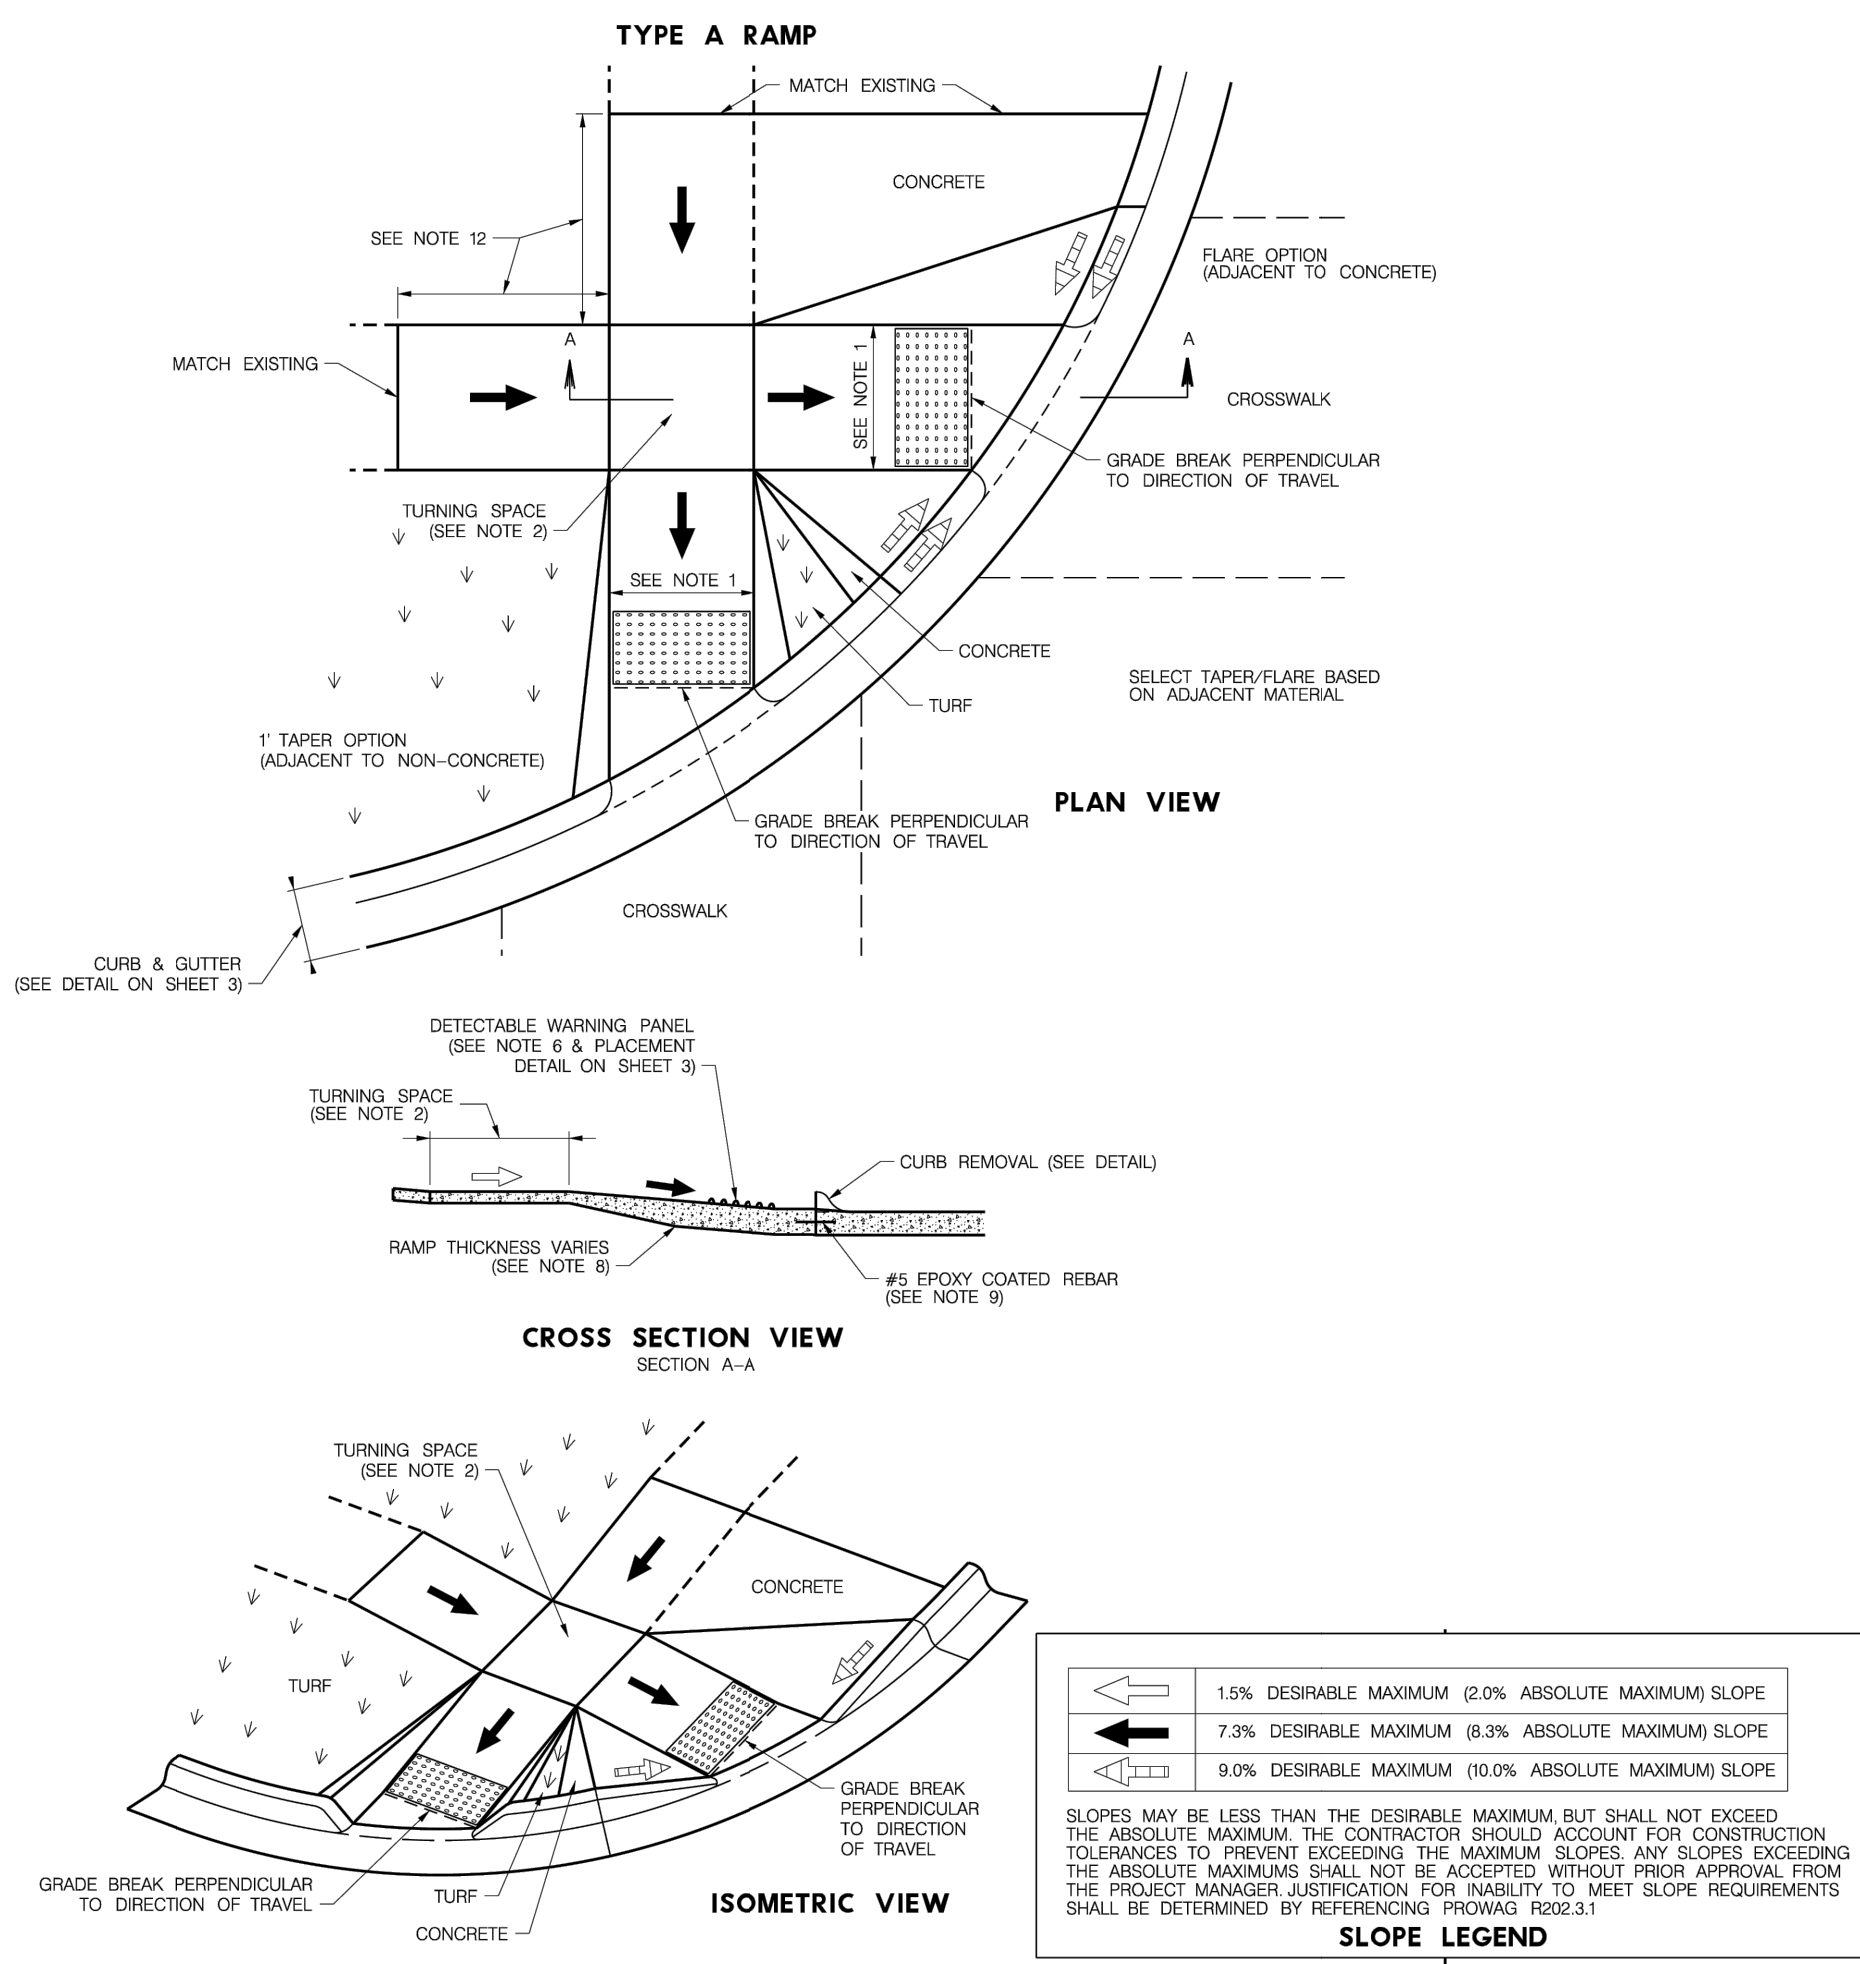 TYPE A RAMP
MATCH EXISTING
CONCRETE
SEE NOTE 12
FLARE OPTION
(ADJACENT TO CONCRETE)
A
A
MATCH EXISTING
SEE NOTE 1
CROSSWALK
GRADE BREAK PERPENDICULAR
TO DIRECTION OF TRAVEL
TURNING SPACE
(SEE NOTE 2)
SEE NOTE 1
CONCRETE
SELECT TAPER/FLARE BASED
ON ADJACENT MATERIAL
TURF
1' TAPER OPTION
(ADJACENT TO NON-CONCRETE)
PLAN VIEW
GRADE BREAK PERPENDICULAR
TO DIRECTION OF TRAVEL
CROSSWALK
CURB & GUTTER
(SEE DETAIL ON SHEET 3)
DETECTABLE WARNING PANEL
(SEE NOTE 6 & PLACEMENT
DETAIL ON SHEET 3)
TURNING SPACE
(SEE NOTE 2)
CURB REMOVAL (SEE DETAIL)
RAMP THICKNESS VARIES
(SEE NOTE 8)
#5 EPOXY COATED REBAR
(SEE NOTE 9)
CROSS SECTION VIEW
SECTION A-A
TURNING SPACE
(SEE NOTE 2)
CONCRETE
TURF
GRADE BREAK
PERPENDICULAR
TO DIRECTION
OF TRAVEL
GRADE BREAK PERPENDICULAR
TO DIRECTION OF TRAVEL
TURF
CONCRETE
ISOMETRIC VIEW
1.5% DESIRABLE MAXIMUM (2.0% ABSOLUTE MAXIMUM) SLOPE
7.3% DESIRABLE MAXIMUM (8.3% ABSOLUTE MAXIMUM) SLOPE
9.0% DESIRABLE MAXIMUM (10.0% ABSOLUTE MAXIMUM) SLOPE
SLOPES MAY BE LESS THAN THE DESIRABLE MAXIMUM, BUT SHALL NOT EXCEED
THE ABSOLUTE MAXIMUM. THE CONTRACTOR SHOULD ACCOUNT FOR CONSTRUCTION
TOLERANCES TO PREVENT EXCEEDING THE MAXIMUM SLOPES. ANY SLOPES EXCEEDING
THE ABSOLUTE MAXIMUMS SHALL NOT BE ACCEPTED WITHOUT PRIOR APPROVAL FROM
THE PROJECT MANAGER. JUSTIFICATION FOR INABILITY TO MEET SLOPE REQUIREMENTS
SHALL BE DETERMINED BY REFERENCING PROWAG R202.3.1
SLOPE LEGEND